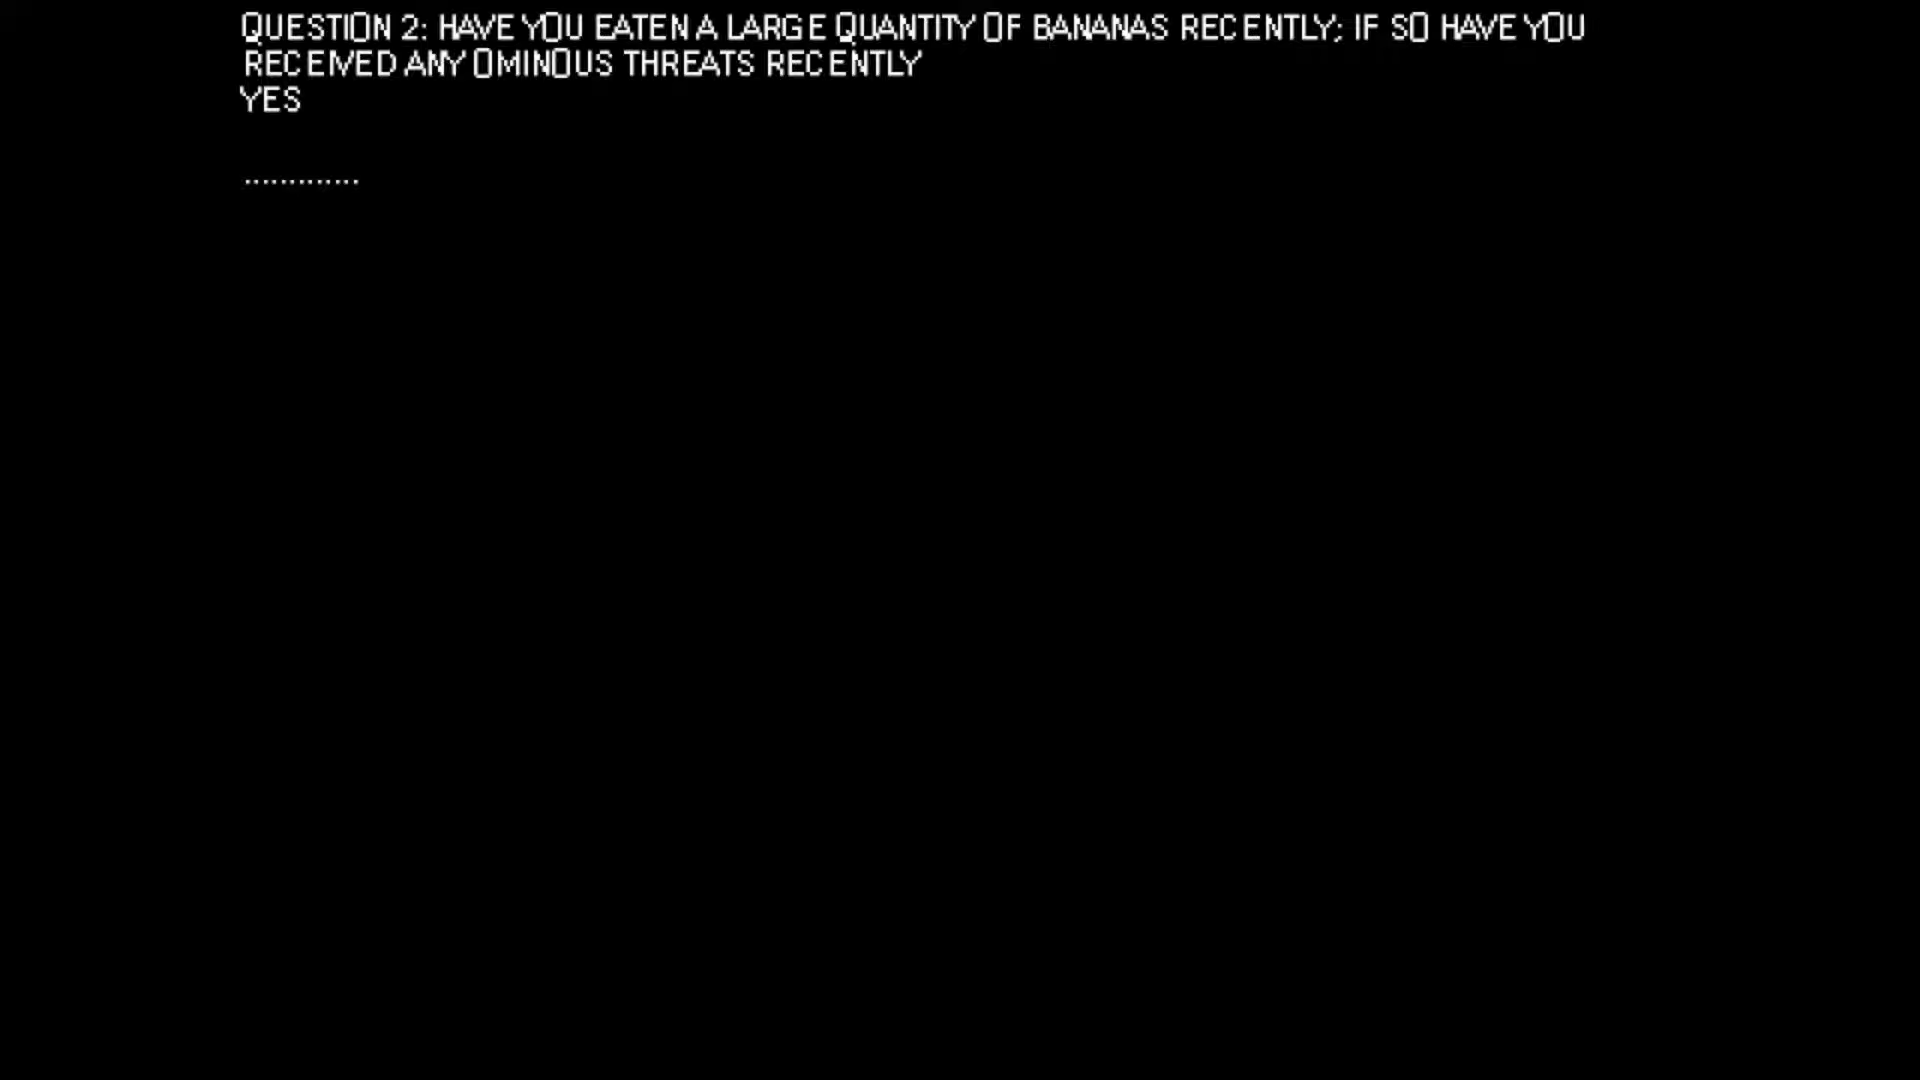 QUESTION 2: HAVE YOU EATEN A LARGE QUANTITY OF BANANAS RECENTLY; IF SO HAVE YOU
RECEIVED ANY OMINOUS THREATS RECENTLY
YES
.............